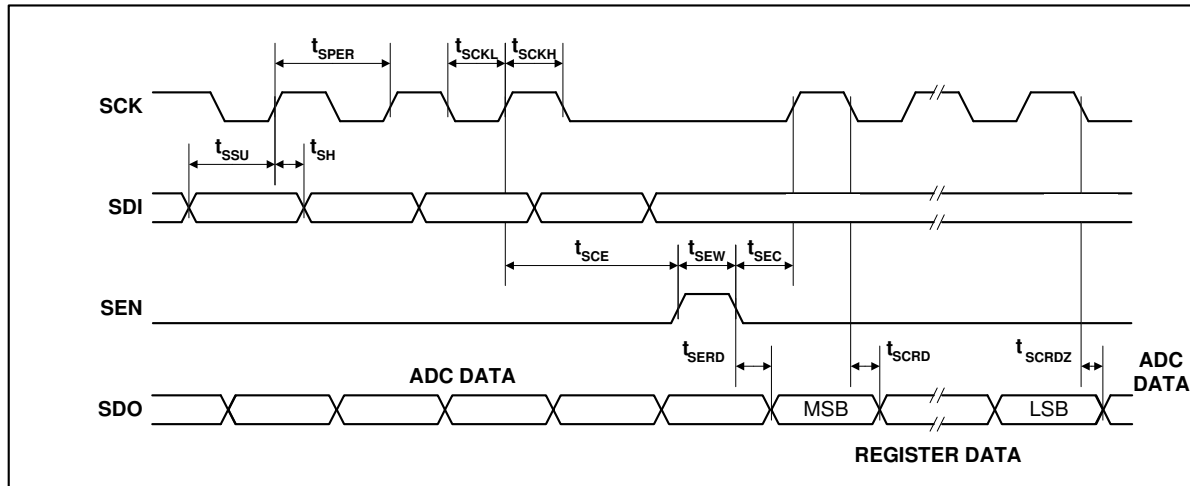 tSPER
tSCKL
tSCKH
SCK
tSSU
tSH
SDI
tSCE
tSEW
tSEC
SEN
tSERD
tSCRD
tSCRDZ
ADC DATA
ADC
DATA
SDO
MSB
LSB
REGISTER DATA